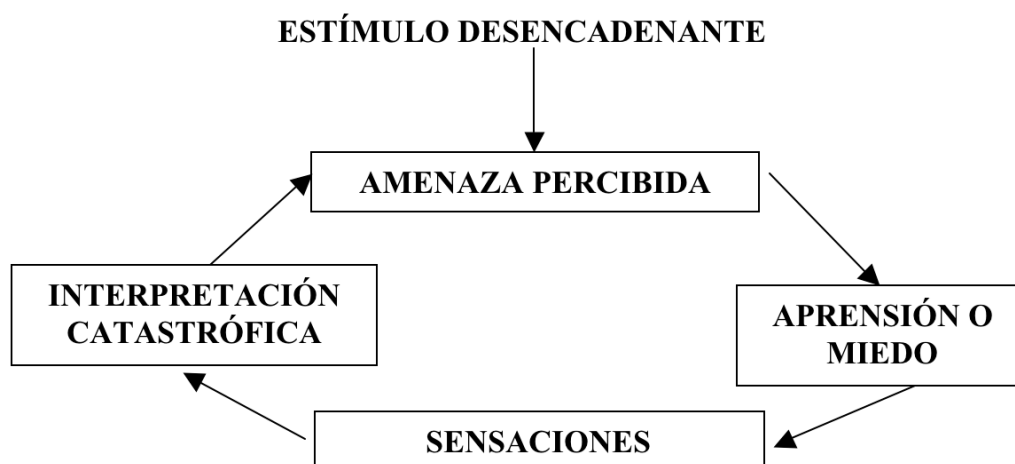 ESTÍMULO DESENCADENANTE
AMENAZA PERCIBIDA
INTERPRETACIÓN
CATASTRÓFICA
APRENSIÓN O
MIEDO
SENSACIONES